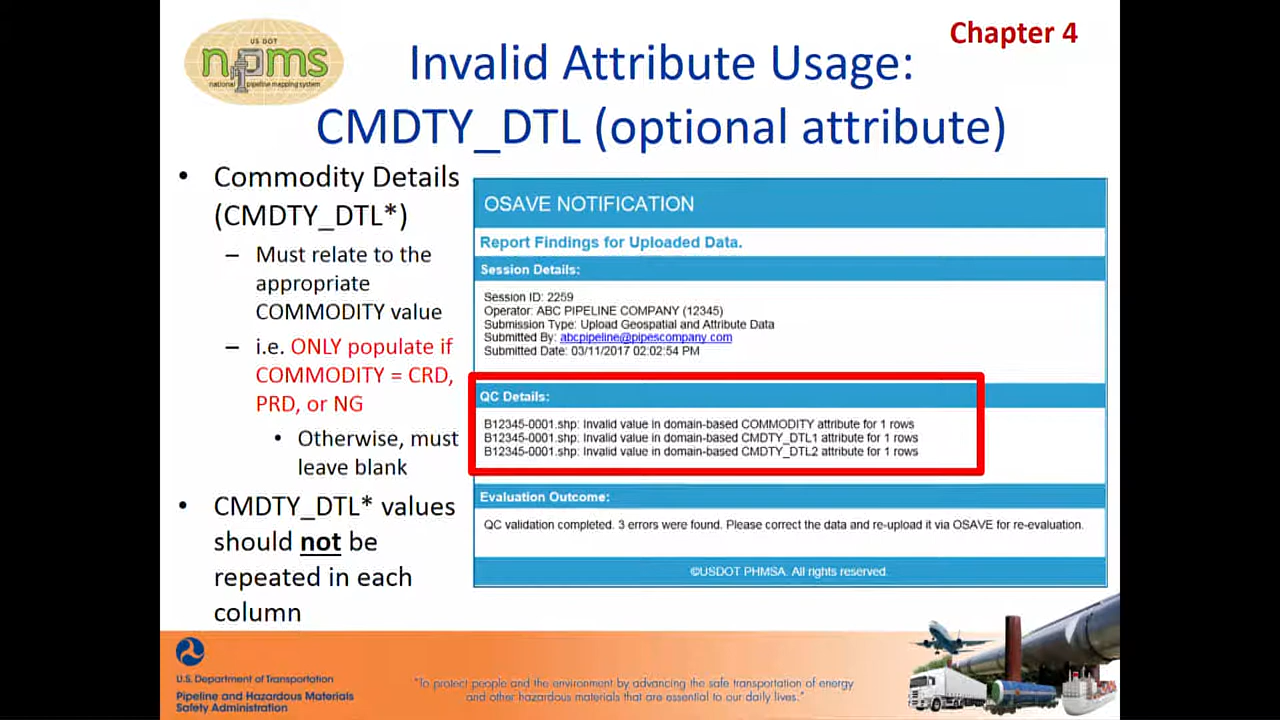 US DOT
npms
national pipeline mapping system
Chapter 4
Invalid Attribute Usage:
CMDTY_DTL (optional attribute)
• Commodity Details
(CMDTY_DTL*)
– Must relate to the
appropriate
COMMODITY value
– i.e. ONLY populate if
COMMODITY = CRD,
PRD, or NG
• Otherwise, must
leave blank
• CMDTY_DTL* values
should not be
repeated in each
column
OSAVE NOTIFICATION
Report Findings for Uploaded Data.
Session Details:
Session ID: 2259
Operator: ABC PIPELINE COMPANY (12345)
Submission Type: Upload Geospatial and Attribute Data
Submitted By: abcpipeline@pipescompany.com
Submitted Date: 03/11/2017 02:02:54 PM
QC Details:
B12345-0001.shp: Invalid value in domain-based COMMODITY attribute for 1 rows
B12345-0001.shp: Invalid value in domain-based CMDTY_DTL1 attribute for 1 rows
B12345-0001.shp: Invalid value in domain-based CMDTY_DTL2 attribute for 1 rows
Evaluation Outcome:
QC validation completed. 3 errors were found. Please correct the data and re-upload it via OSAVE for re-evaluation.
©USDOT PHMSA. All rights reserved.
U.S. Department of Transportation
Pipeline and Hazardous Materials
Safety Administration
"To protect people and the environment by advancing the safe transportation of energy
and other hazardous materials that are essential to our daily lives."